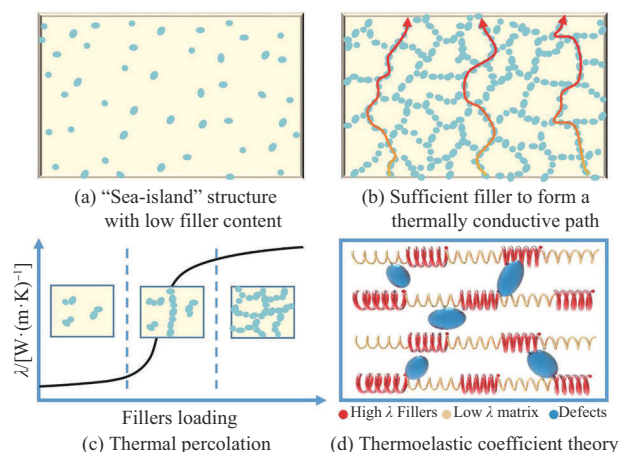 (a) “Sea-island” structure
with low filler content
(b) Sufficient filler to form a
thermally conductive path
λ/[W·(m·K)⁻¹]
Fillers loading
(c) Thermal percolation
High λ Fillers Low λ matrix Defects
(d) Thermoelastic coefficient theory